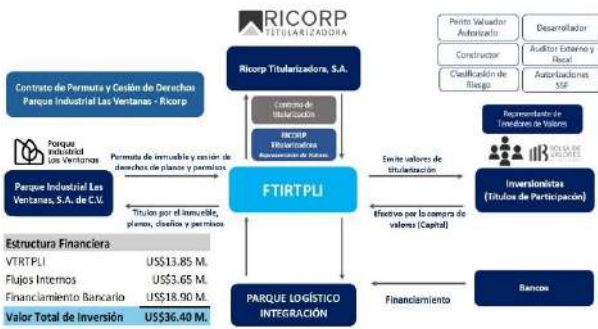 RICORP
TITULARIZADORA
Ricorp Titularizadora, S.A.
Perito Valuador
Autorizado
Desarrollador
Constructor
Auditor Externo y
Fiscal
Clasificación de
Riesgo
Autorizaciones
SSF
Contrato de Permuta y Cesión de Derechos
Parque Industrial Las Ventanas - Ricorp
Contrato de
titularización
RICORP
Titularizadora
Representante de
Tenedores de Valores
Parque
Industrial
Las Ventanas
BOLSA DE
VALORES
Permuta de inmueble y cesión de
derechos de planos y permisos
Emite valores de
titularización
Parque Industrial Las
Ventanas, S.A. de C.V.
FTIRTPLI
Inversionistas
(Títulos de Participación)
Títulos por el inmueble,
planos, diseños y permisos
Efectivo por la compra de
valores (Capital)
Estructura Financiera
VTRTPLI US$13.85 M.
Flujos Internos US$3.65 M.
Financiamiento Bancario US$18.90 M.
Valor Total de Inversión US$36.40 M.
PARQUE LOGÍSTICO
INTEGRACIÓN
Financiamiento
Bancos